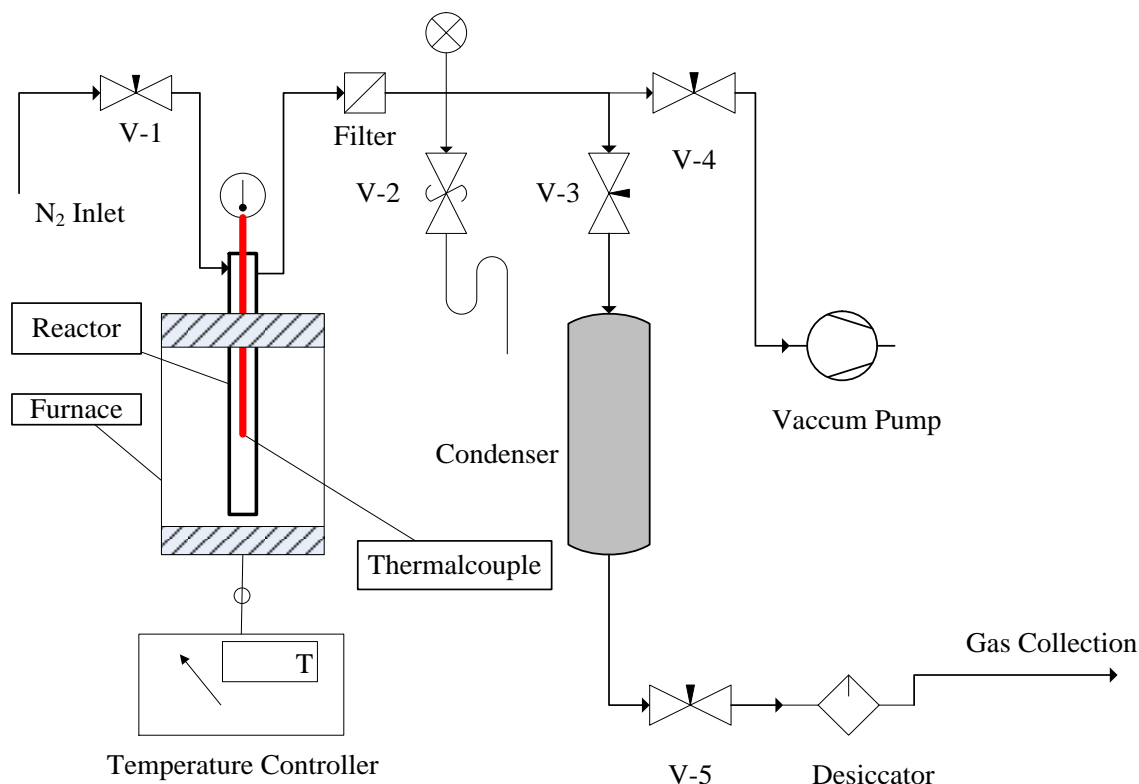 V-1
Filter
V-2
V-3
V-4
N₂ Inlet
Reactor
Furnace
Vaccum Pump
Condenser
Thermalcouple
T
Gas Collection
Temperature Controller
V-5
Desiccator